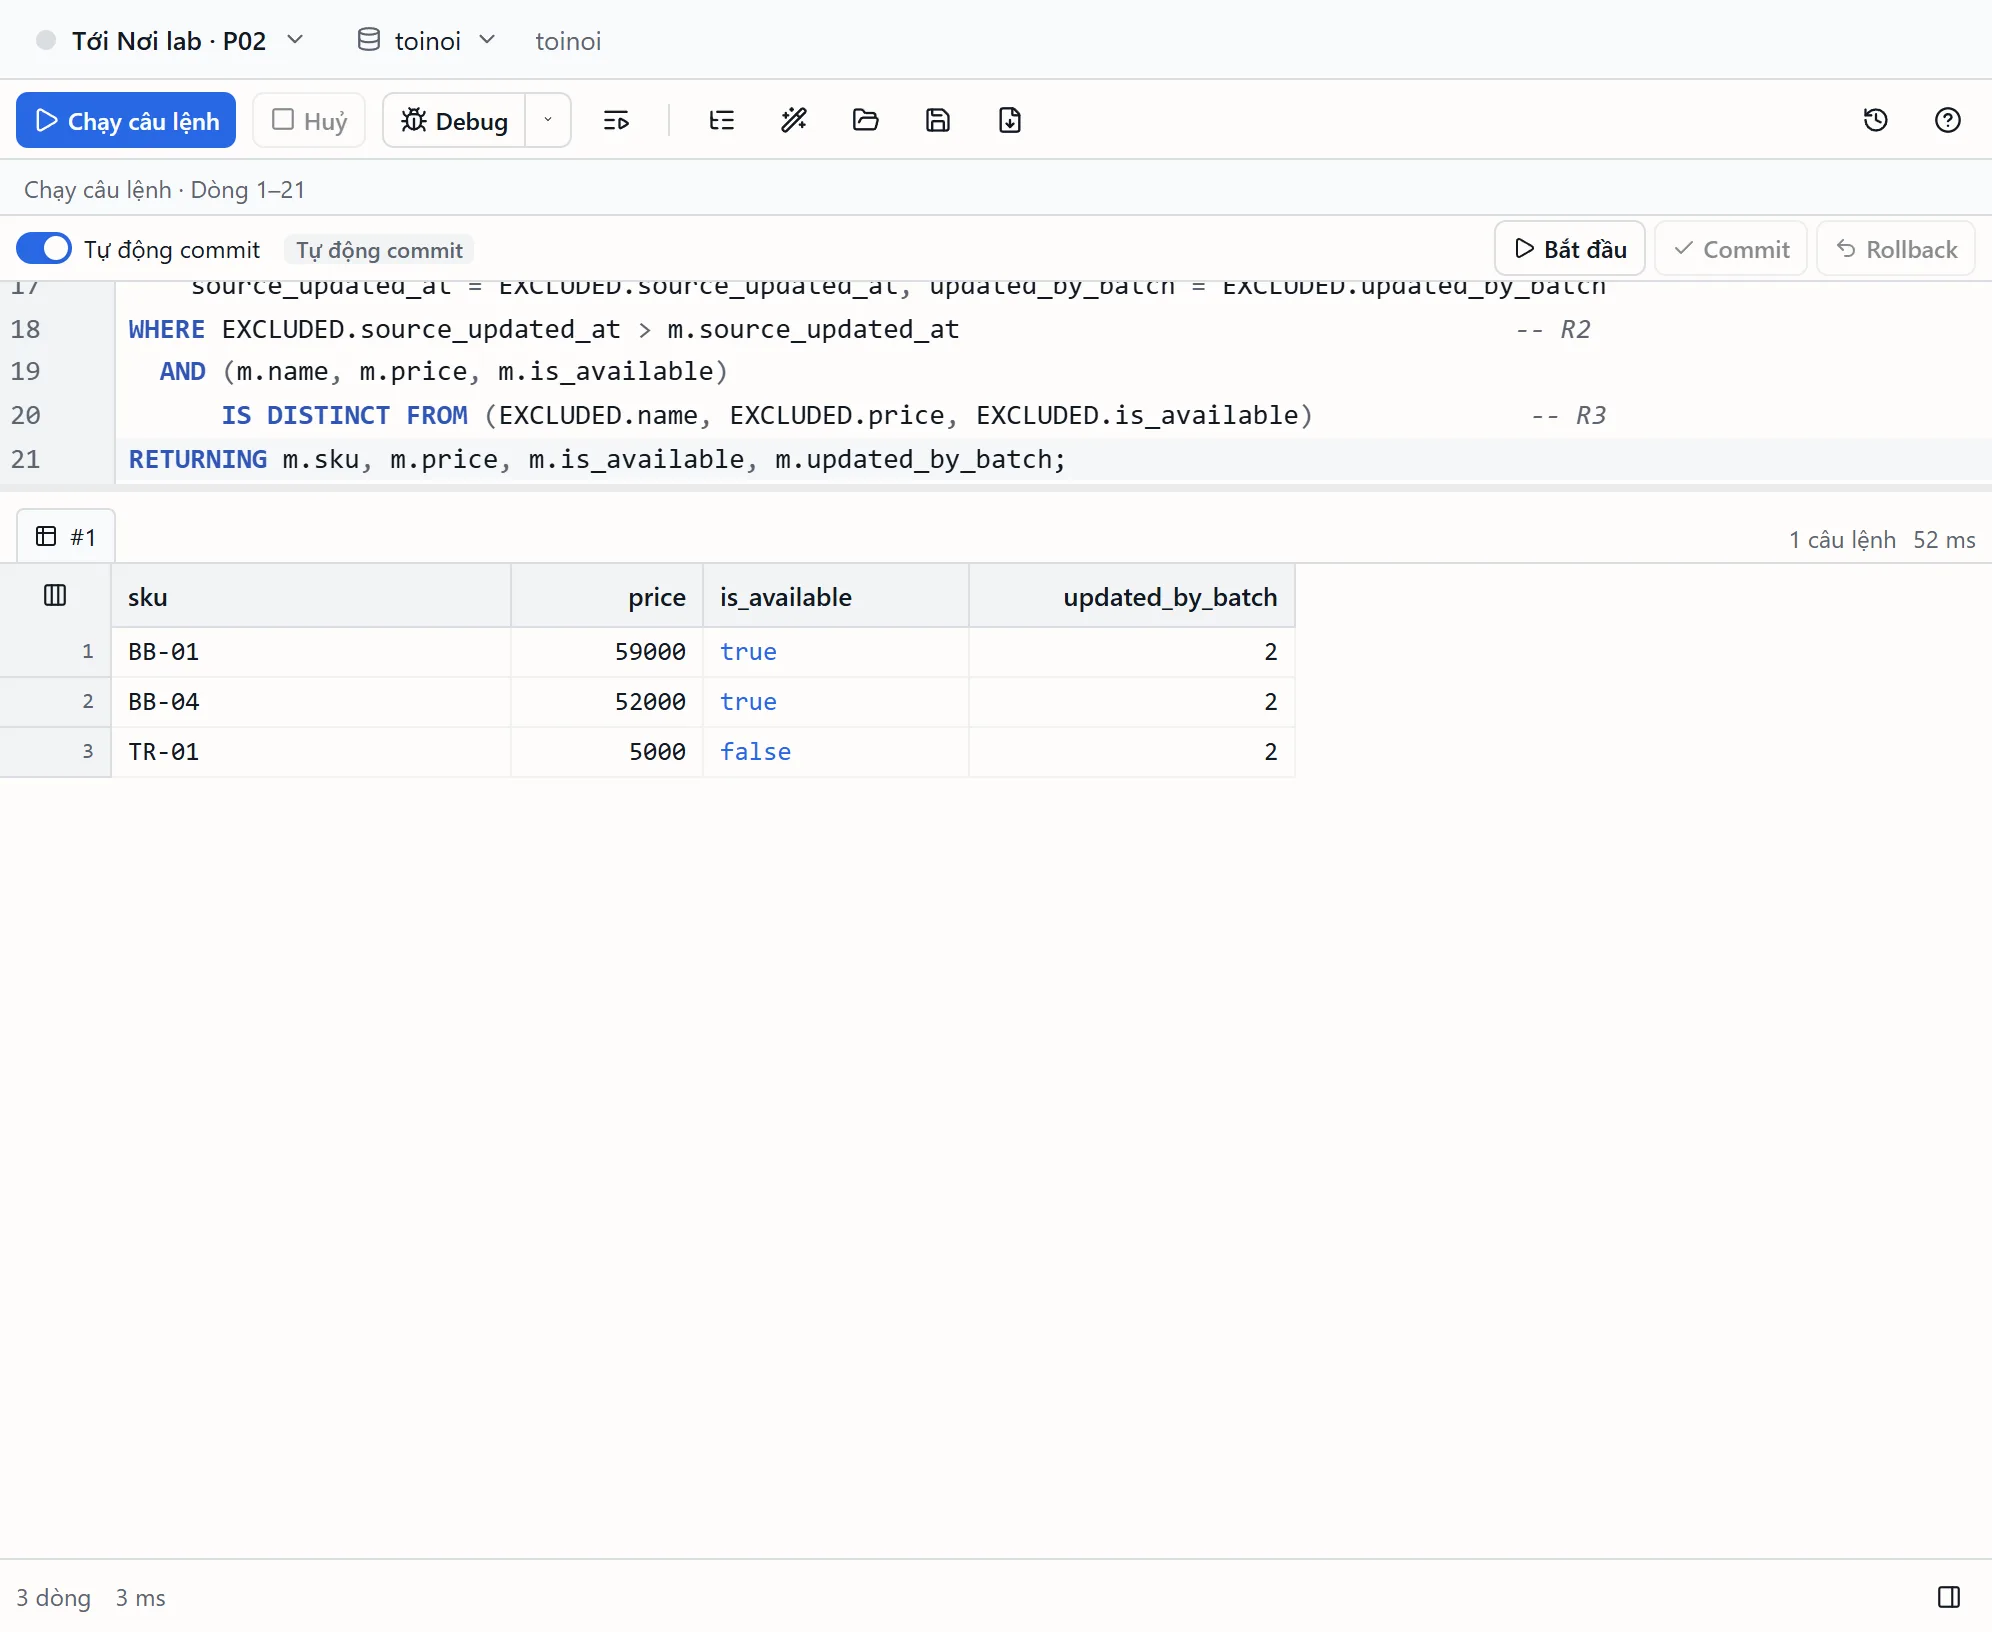 Tới Nơi lab · P02 toinoi toinoi
Chạy câu lệnh Huỷ Debug
Chạy câu lệnh · Dòng 1–21
Tự động commit Tự động commit Bắt đầu Commit Rollback
17 source_updated_at = EXCLUDED.source_updated_at, updated_by_batch = EXCLUDED.updated_by_batch
18 WHERE EXCLUDED.source_updated_at > m.source_updated_at -- R2
19 AND (m.name, m.price, m.is_available)
20 IS DISTINCT FROM (EXCLUDED.name, EXCLUDED.price, EXCLUDED.is_available) -- R3
21 RETURNING m.sku, m.price, m.is_available, m.updated_by_batch;
#1 1 câu lệnh 52 ms
sku price is_available updated_by_batch
1 BB-01 59000 true 2
2 BB-04 52000 true 2
3 TR-01 5000 false 2
3 dòng 3 ms